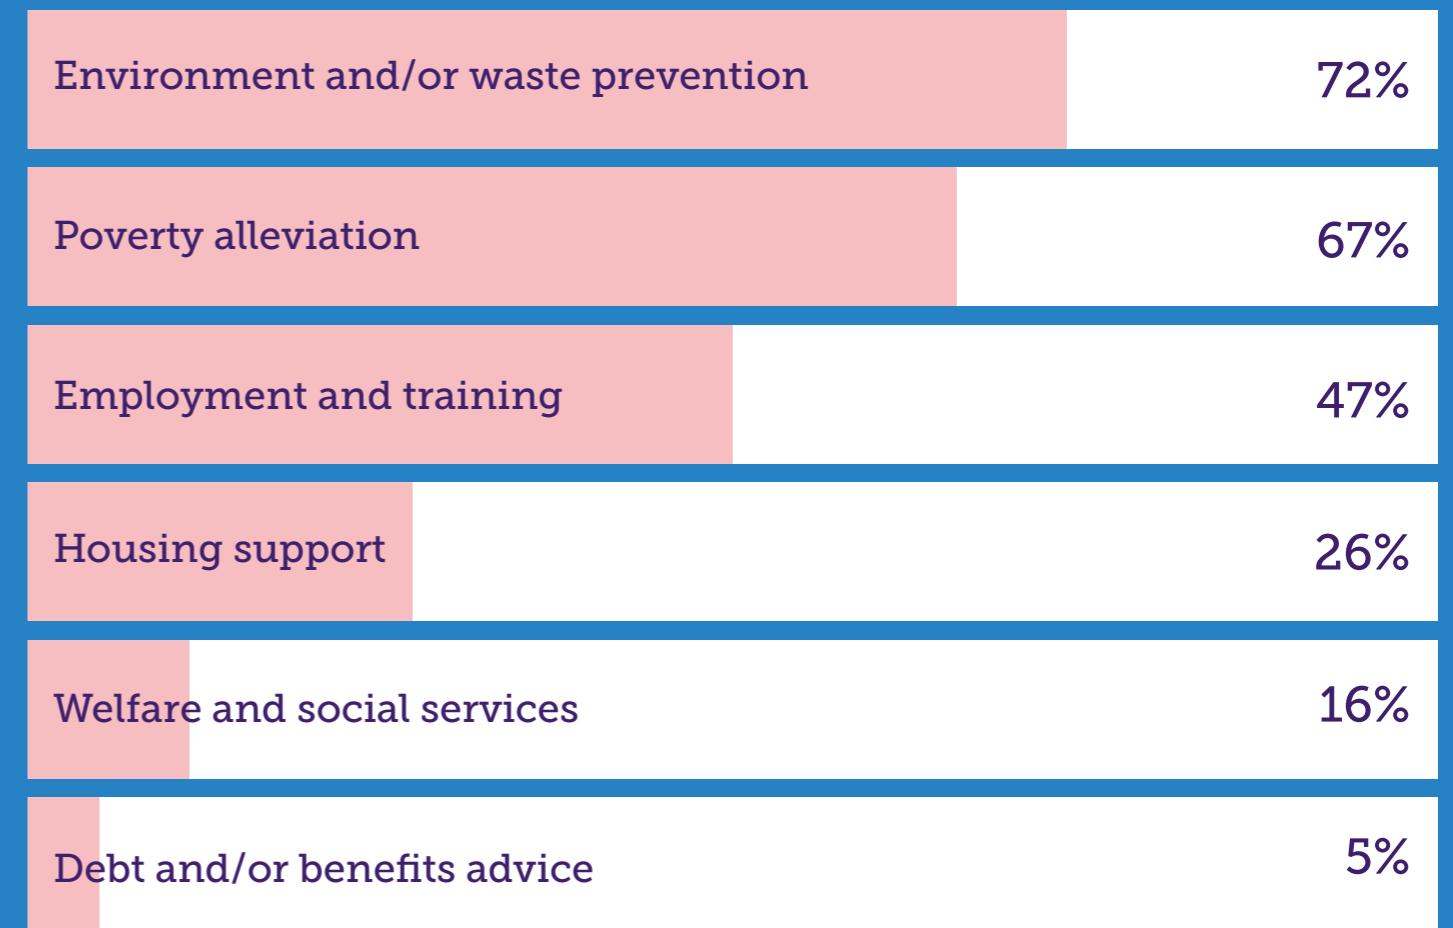 Environment and/or waste prevention 72%
Poverty alleviation 67%
Employment and training 47%
Housing support 26%
Welfare and social services 16%
Debt and/or benefits advice 5%